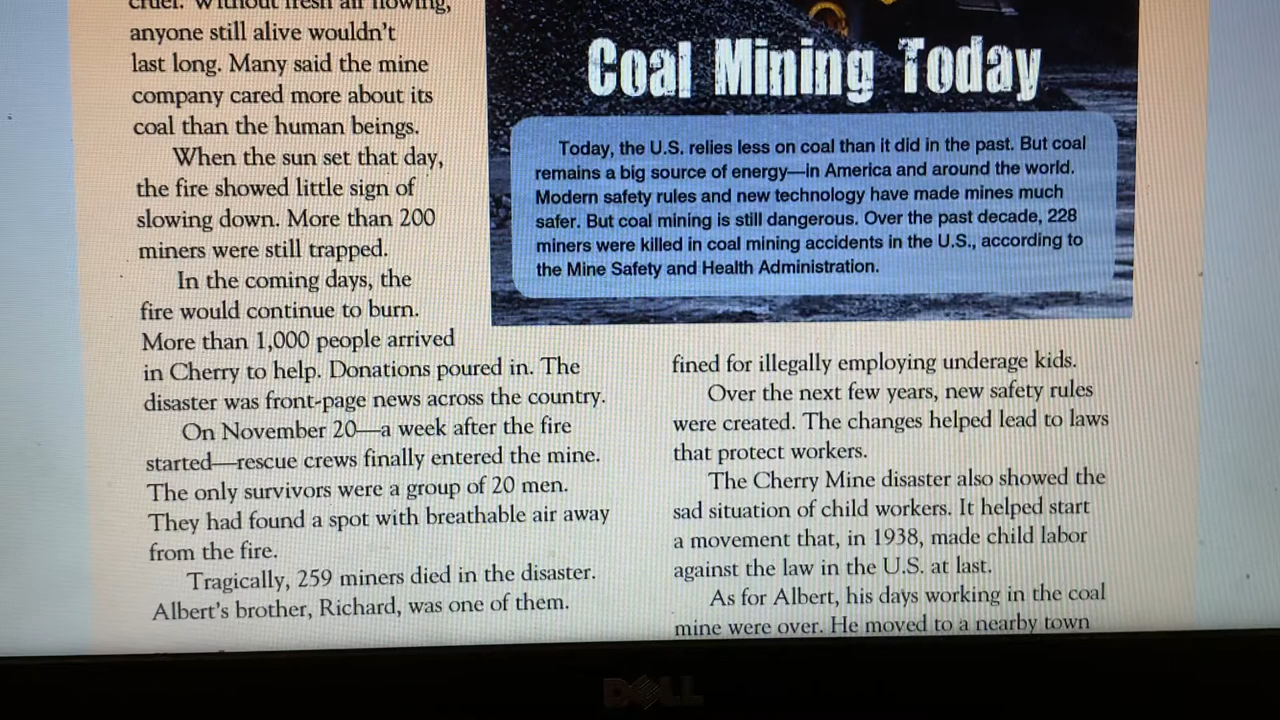 cruel. Without fresh air flowing,
anyone still alive wouldn't
last long. Many said the mine
company cared more about its
coal than the human beings.
When the sun set that day,
the fire showed little sign of
slowing down. More than 200
miners were still trapped.
In the coming days, the
fire would continue to burn.
More than 1,000 people arrived
in Cherry to help. Donations poured in. The
disaster was front-page news across the country.
On November 20—a week after the fire
started—rescue crews finally entered the mine.
The only survivors were a group of 20 men.
They had found a spot with breathable air away
from the fire.
Tragically, 259 miners died in the disaster.
Albert's brother, Richard, was one of them.
Coal Mining Today
Today, the U.S. relies less on coal than it did in the past. But coal
remains a big source of energy—in America and around the world.
Modern safety rules and new technology have made mines much
safer. But coal mining is still dangerous. Over the past decade, 228
miners were killed in coal mining accidents in the U.S., according to
the Mine Safety and Health Administration.
fined for illegally employing underage kids.
Over the next few years, new safety rules
were created. The changes helped lead to laws
that protect workers.
The Cherry Mine disaster also showed the
sad situation of child workers. It helped start
a movement that, in 1938, made child labor
against the law in the U.S. at last.
As for Albert, his days working in the coal
mine were over. He moved to a nearby town
DELL